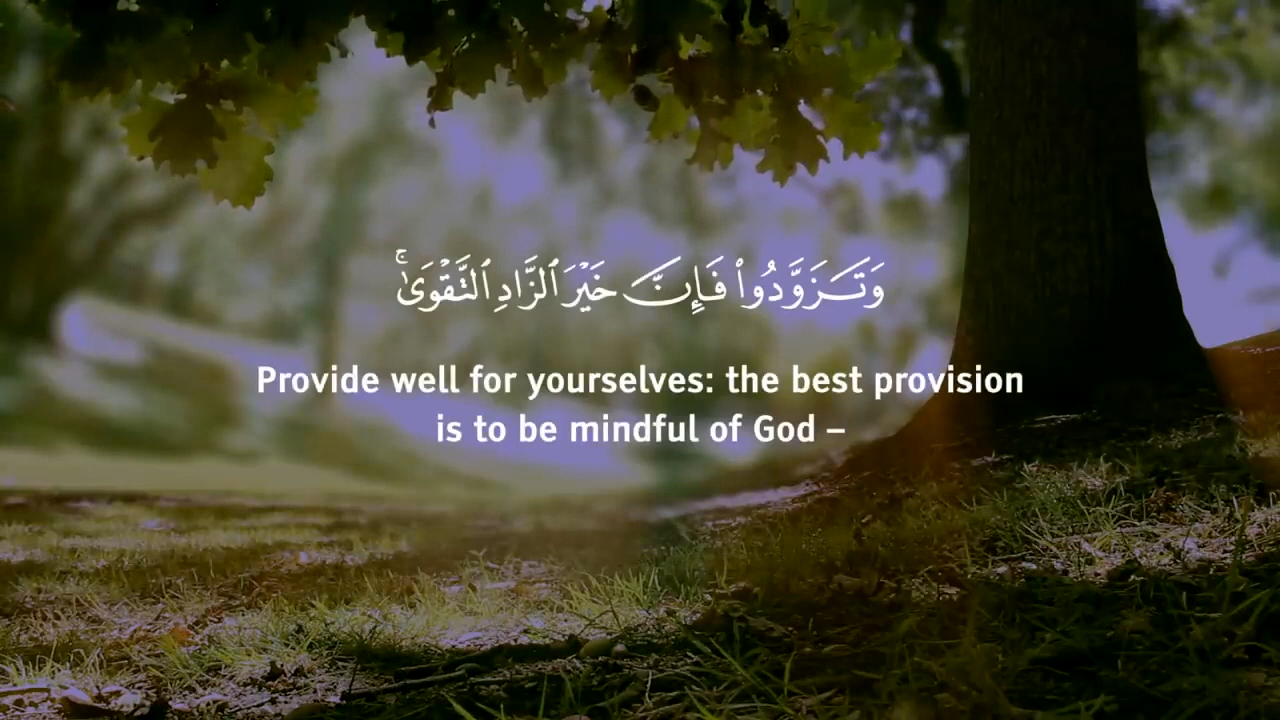 وَتَزَوَّدُوا۟ فَإِنَّ خَيْرَ ٱلزَّادِ ٱلتَّقْوَىٰ ۚ
Provide well for yourselves: the best provision
is to be mindful of God –